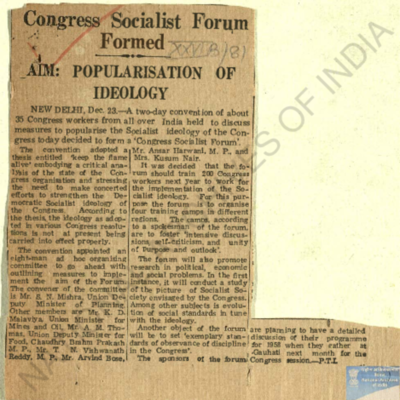 Congress Socialist Forum
Formed
XXVI B/8)
AIM: POPULARISATION OF
IDEOLOGY
NEW DELHI, Dec. 23.—A two-day convention of about
35 Congress workers from all over India held to discuss
measures to popularise the Socialist ideology of the Con-
gress today decided to form a 'Congress Socialist Forum'.
The convention adopted a
thesis entitled 'keep the flame
alive' embodying a critical ana-
lysis of the state of the Con-
gress organisation and stressing
the need to make concerted
efforts to strengthen the De-
mocratic Socialist ideology of
the Congress. According to
the thesis, the ideology as adop-
ted in various Congress resolu-
tions is not at present being
carried into effect properly.
The convention appointed an
eight-man ad hoc organising
committee to go ahead with
outlining measures to imple-
ment the aim of the Forum.
The convener of the committee
is Mr. S. N. Mishra, Union De-
puty Minister of Planning.
Other members are Mr. K. D.
Malaviya, Union Minister for
Mines and Oil, Mr. A. M. Tho-
mas, Union Deputy Minister for
Food, Chaudhry Brahm Prakash
M. P., Mr. T. N. Vishwanath
Reddy, M. P., Mr. Arvind Bose,
Mr. Ansar Harwani, M. P., and
Mrs. Kusum Nair.
It was decided that the fo-
rum should train 200 Congress
workers next year to work for
the implementation of the So-
cialist ideology. For this pur-
pose the forum is to organise
four training camps in different
regions. The camps, according
to a spokesman of the forum,
are to foster 'intensive discus-
sions, self-criticism, and unity
of purpose and outlook'.
The forum will also promote
research in political, economic
and social problems. In the first
instance, it will conduct a study
of the picture of Socialist So-
ciety envisaged by the Congress.
Among other subjects is evolu-
tion of social standards in tune
with the ideology.
Another object of the forum
will be to set 'exemplary stan-
dards of observance of discipline
in the Congress'.
The sponsors of the forum
are planning to have a detailed
discussion of their programme
for 1958 when they gather at
Gauhati next month for the
Congress session.—P.T.I.
OF INDIA